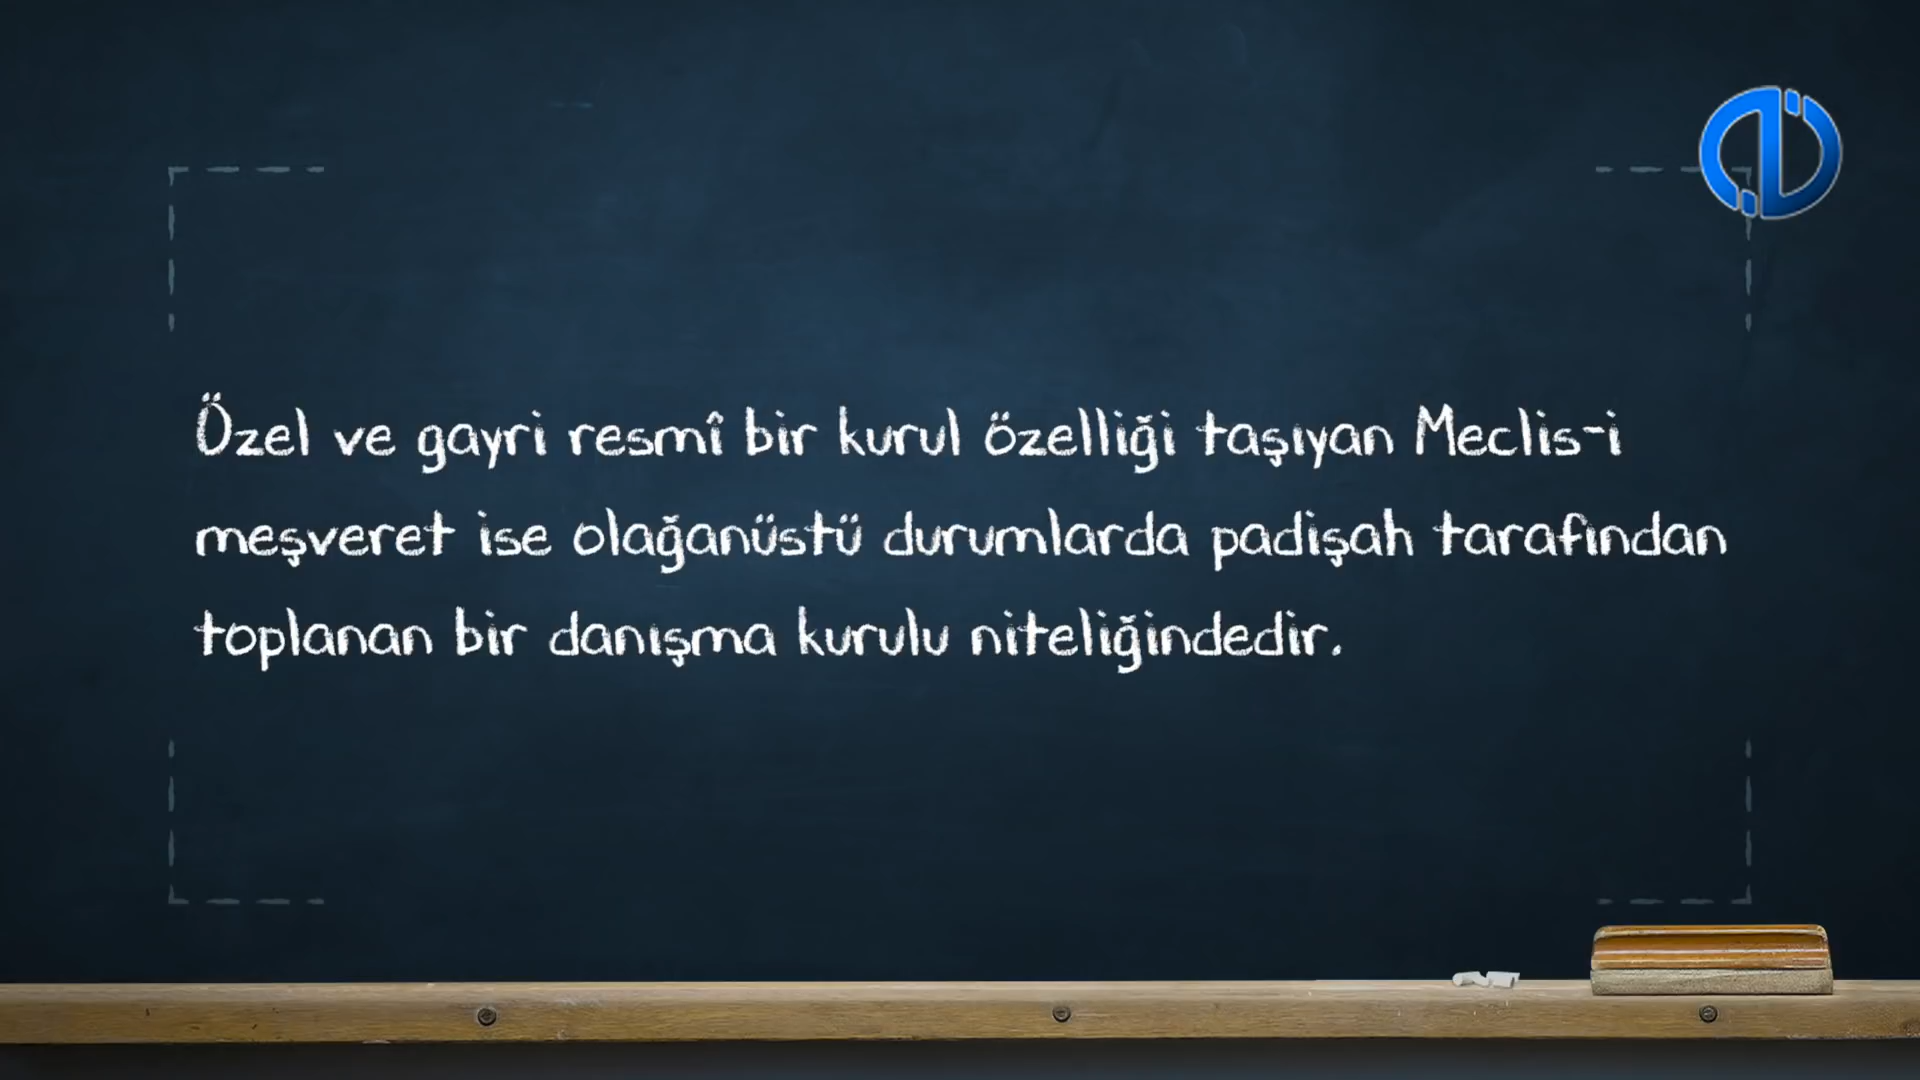 Özel ve gayri resmî bir kurul özelliği taşıyan Meclis-i
meşveret ise olağanüstü durumlarda padişah tarafından
toplanan bir danışma kurulu niteliğindedir.